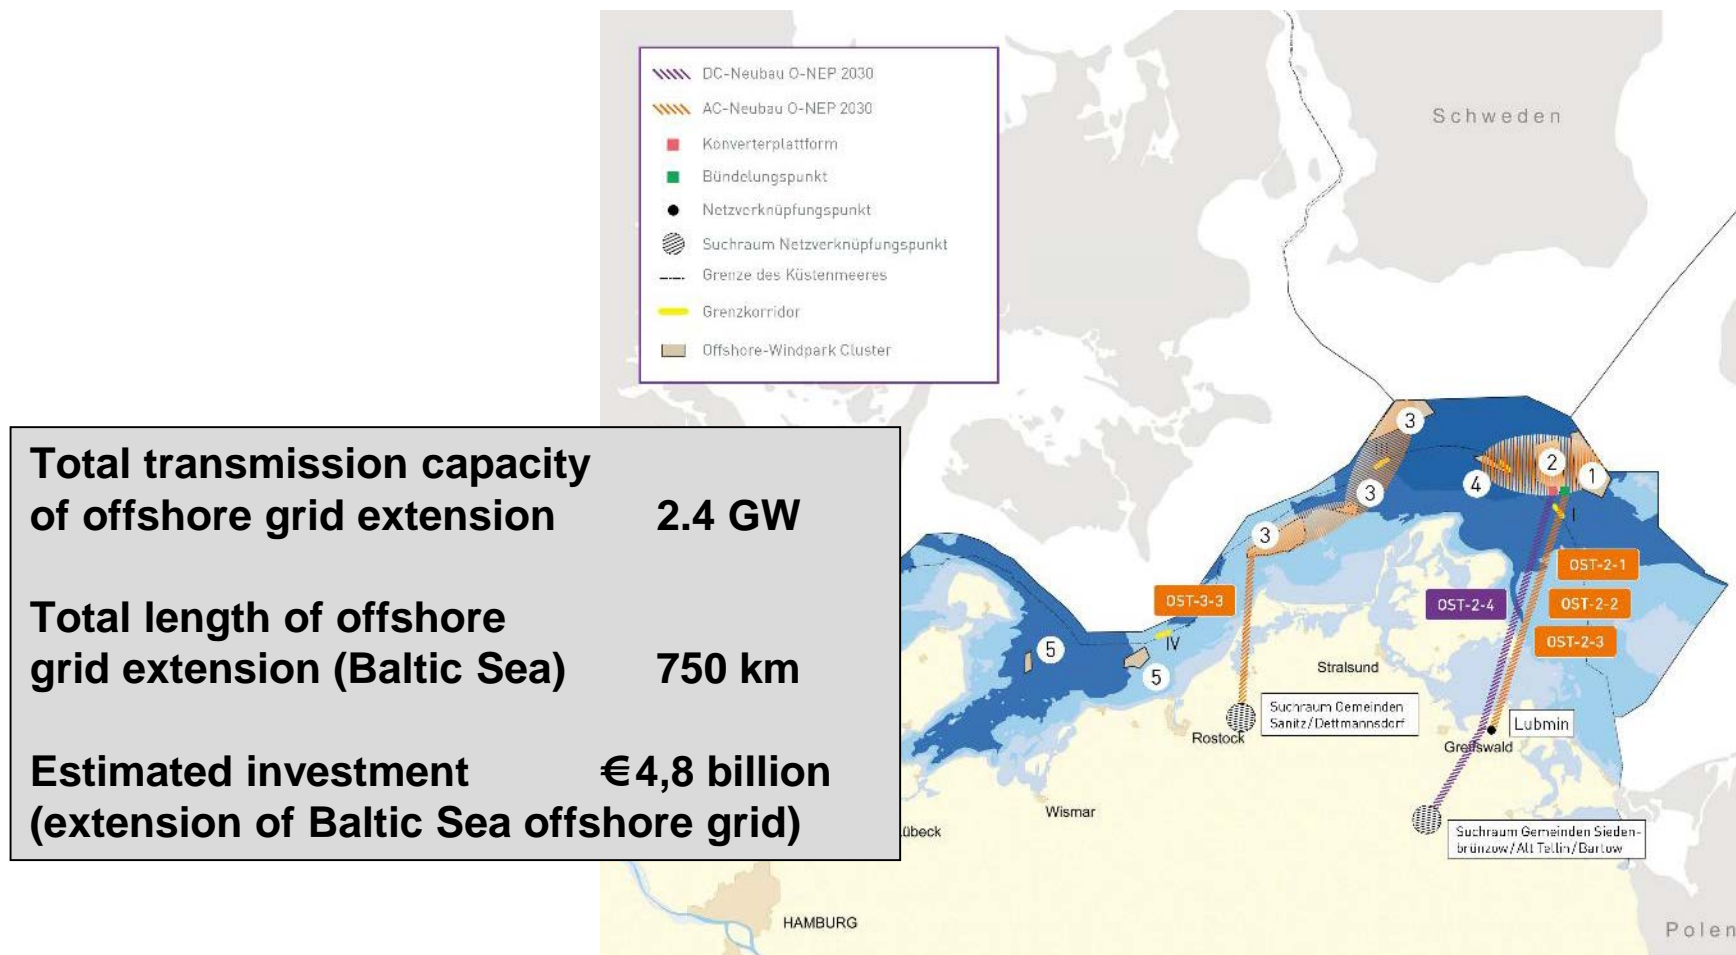 DC-Neubau O-NEP 2030
AC-Neubau O-NEP 2030
Konverterplattform
Bündelungspunkt
Netzverknüpfungspunkt
Suchraum Netzverknüpfungspunkt
Grenze des Küstenmeeres
Grenzkorridor
Offshore-Windpark Cluster
Schweden
Total transmission capacity
of offshore grid extension 2.4 GW
Total length of offshore
grid extension (Baltic Sea) 750 km
Estimated investment €4,8 billion
(extension of Baltic Sea offshore grid)
3
2
1
4
3
3
I
OST-2-1
OST-3-3
OST-2-4
OST-2-2
OST-2-3
5
IV
5
Stralsund
Suchraum Gemeinden
Sanitz/Dettmannsdorf
Rostock
Lubmin
Greifswald
Wismar
übeck
Suchraum Gemeinden Sieden-
brünzow/Alt Tellin/Bartow
HAMBURG
Polen